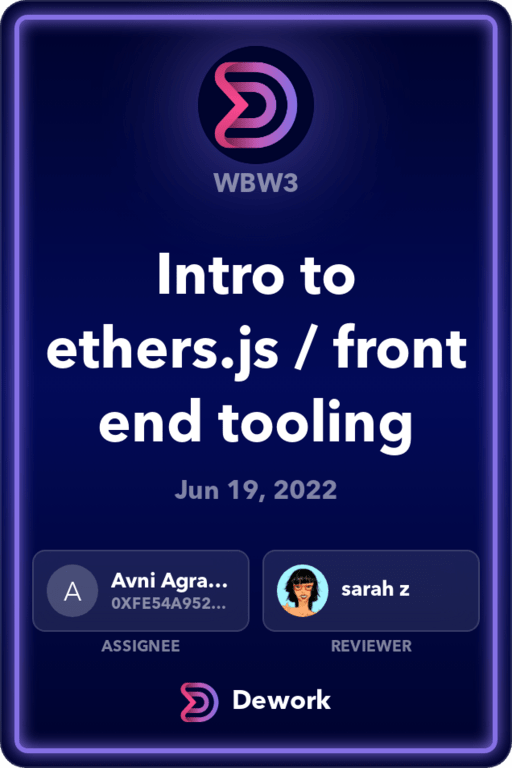 WBW3
Intro to
ethers.js / front
end tooling
Jun 19, 2022
A
Avni Agra...
0XFE54A952...
ASSIGNEE
sarah z
REVIEWER
Dework